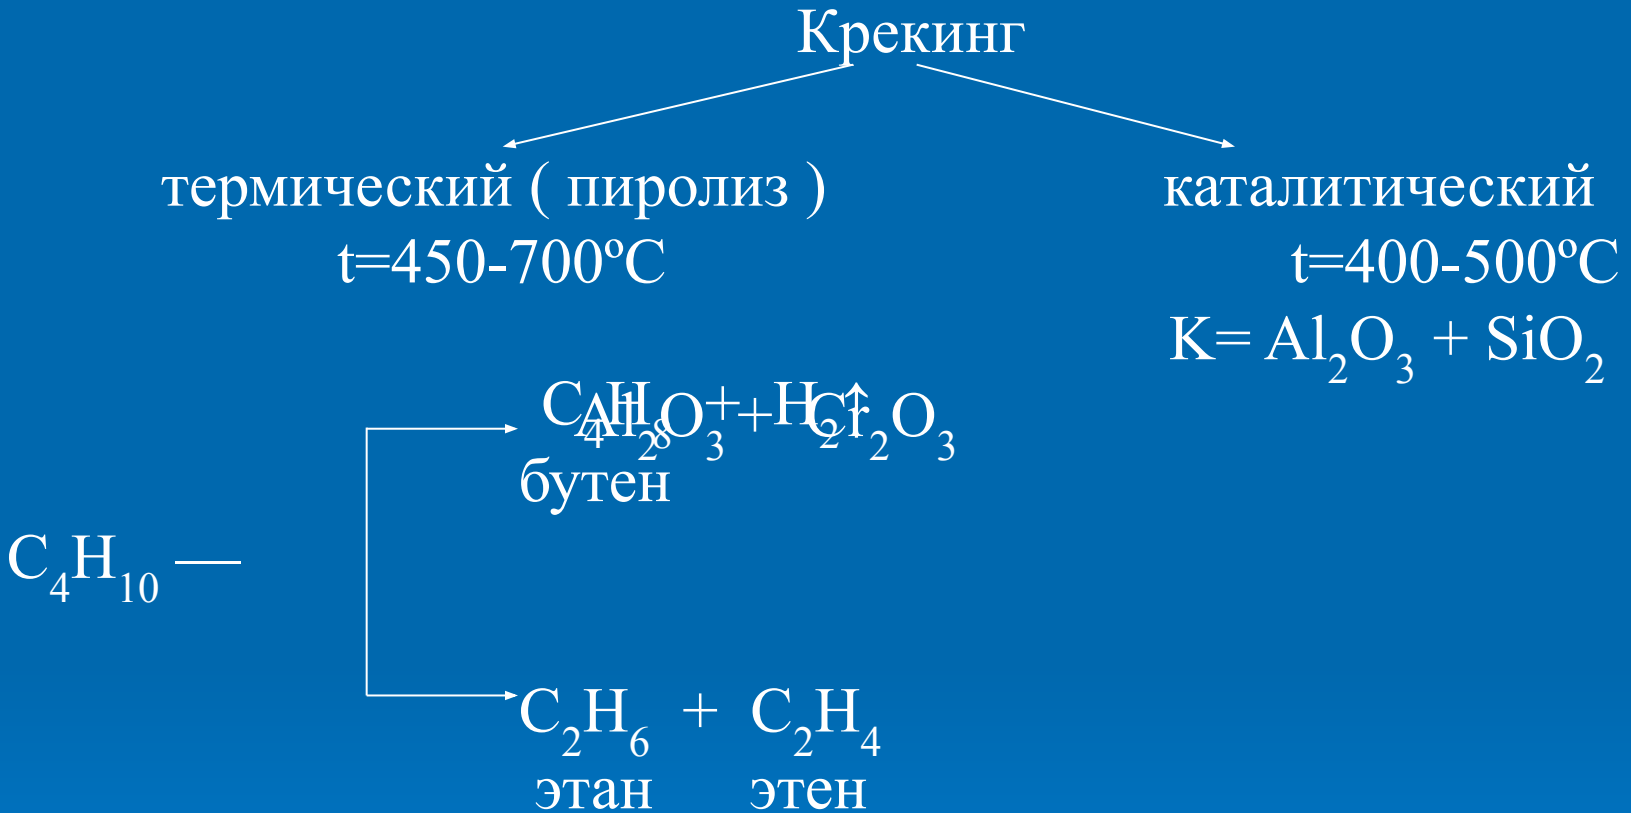 Крекинг
термический ( пиролиз )
каталитический
t=450-700ºC
t=400-500ºC
K= Al₂O₃ + SiO₂
C₄H₈ + H₂↑
Al₂O₃ + Cr₂O₃
бутен
C₄H₁₀ —
C₂H₆ + C₂H₄
этан этен